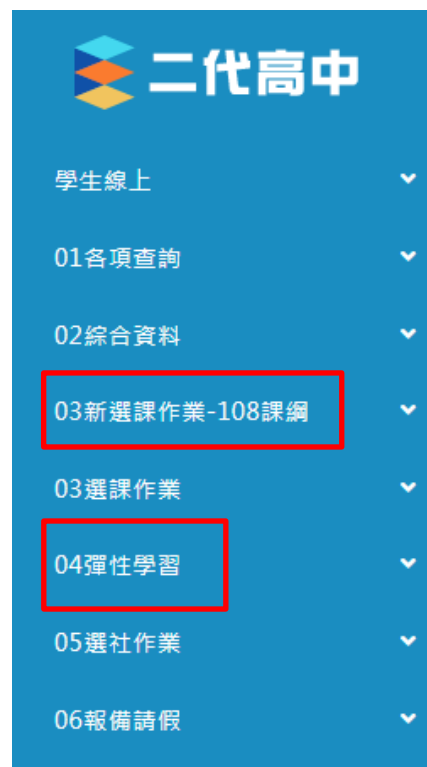 二代高中
學生線上
01各項查詢
02綜合資料
03新選課作業-108課綱
03選課作業
04彈性學習
05選社作業
06報備請假